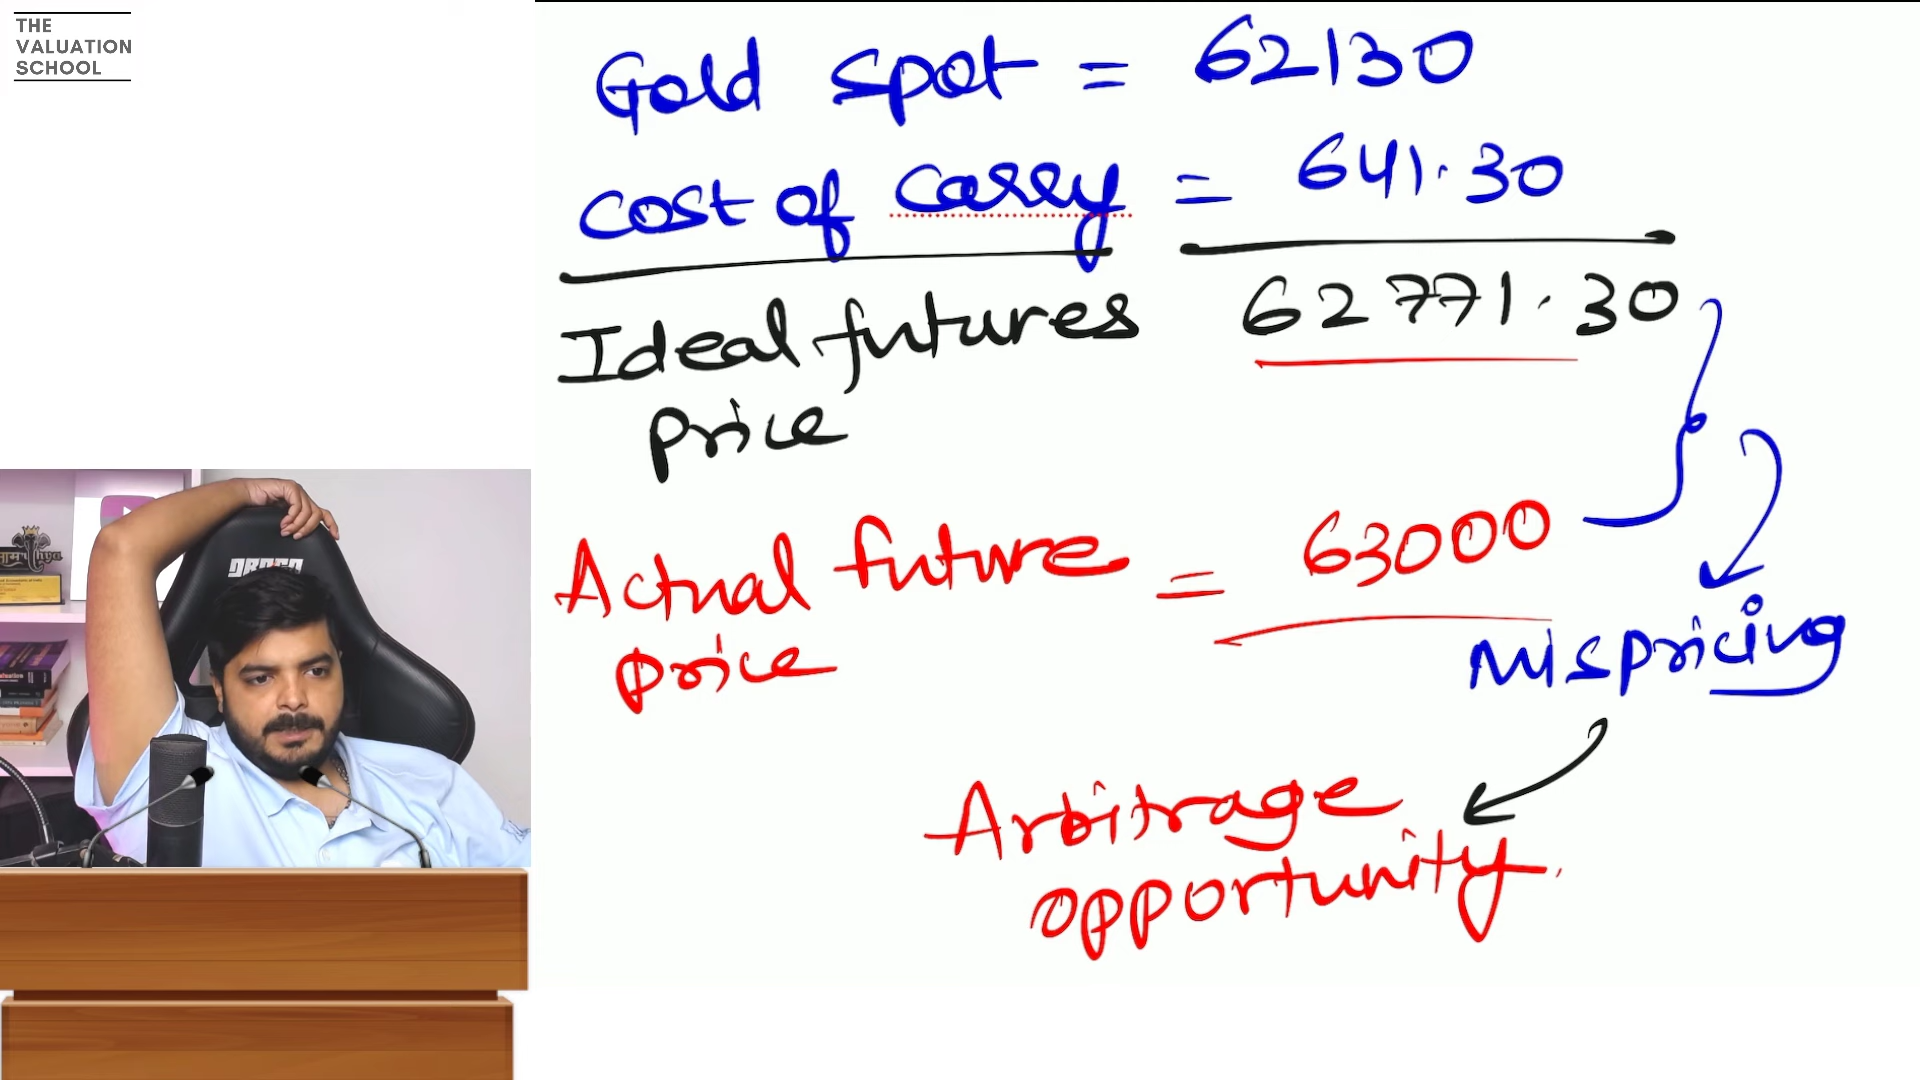 THE
VALUATION
SCHOOL
Gold spot = 62130
cost of carry = 641.30
Ideal futures 62771.30
price
Actual future = 63000
price
Mispricing
Arbitrage
opportunity.